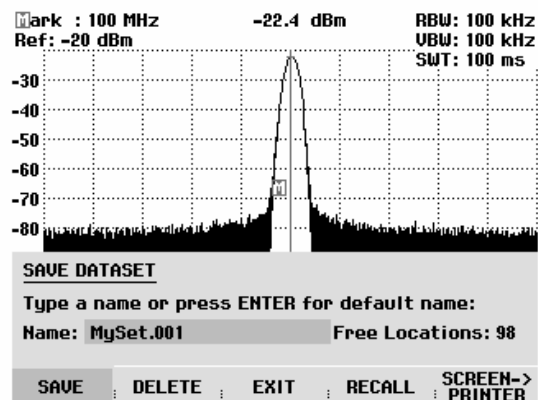 Mark : 100 MHz -22.4 dBm RBW: 100 kHz
Ref: -20 dBm VBW: 100 kHz
SWT: 100 ms
-30
-40
-50
-60
M
-70
-80
SAVE DATASET
Type a name or press ENTER for default name:
Name: MySet.001 Free Locations: 98
SAVE DELETE EXIT RECALL SCREEN->
PRINTER